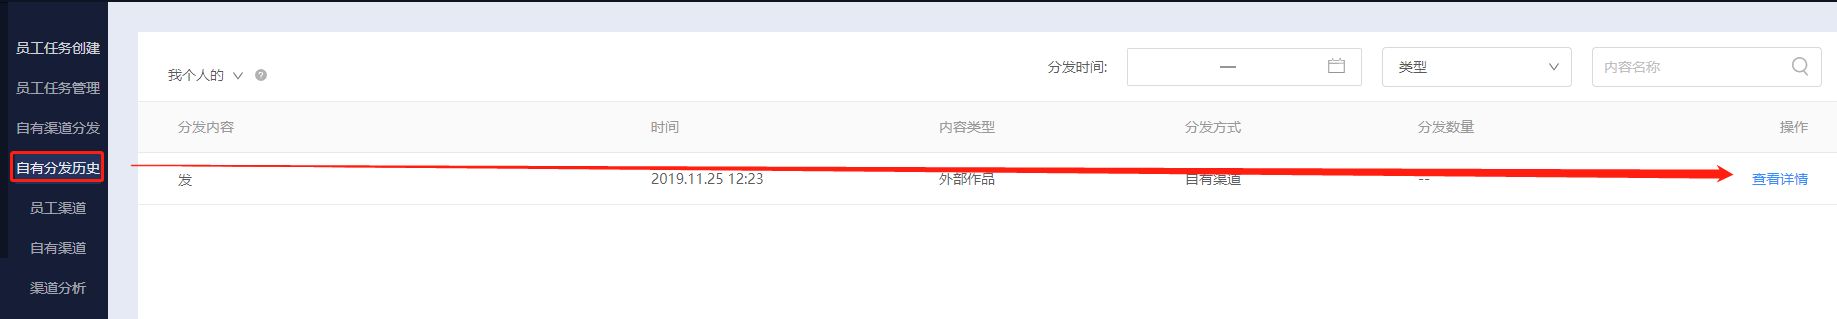 员工任务创建
员工任务管理
自有渠道分发
自有分发历史
员工渠道
自有渠道
渠道分析
我个人的 ?
分发时间: — 类型 内容名称
分发内容 时间 内容类型 分发方式 分发数量 操作
发 2019.11.25 12:23 外部作品 自有渠道 -- 查看详情